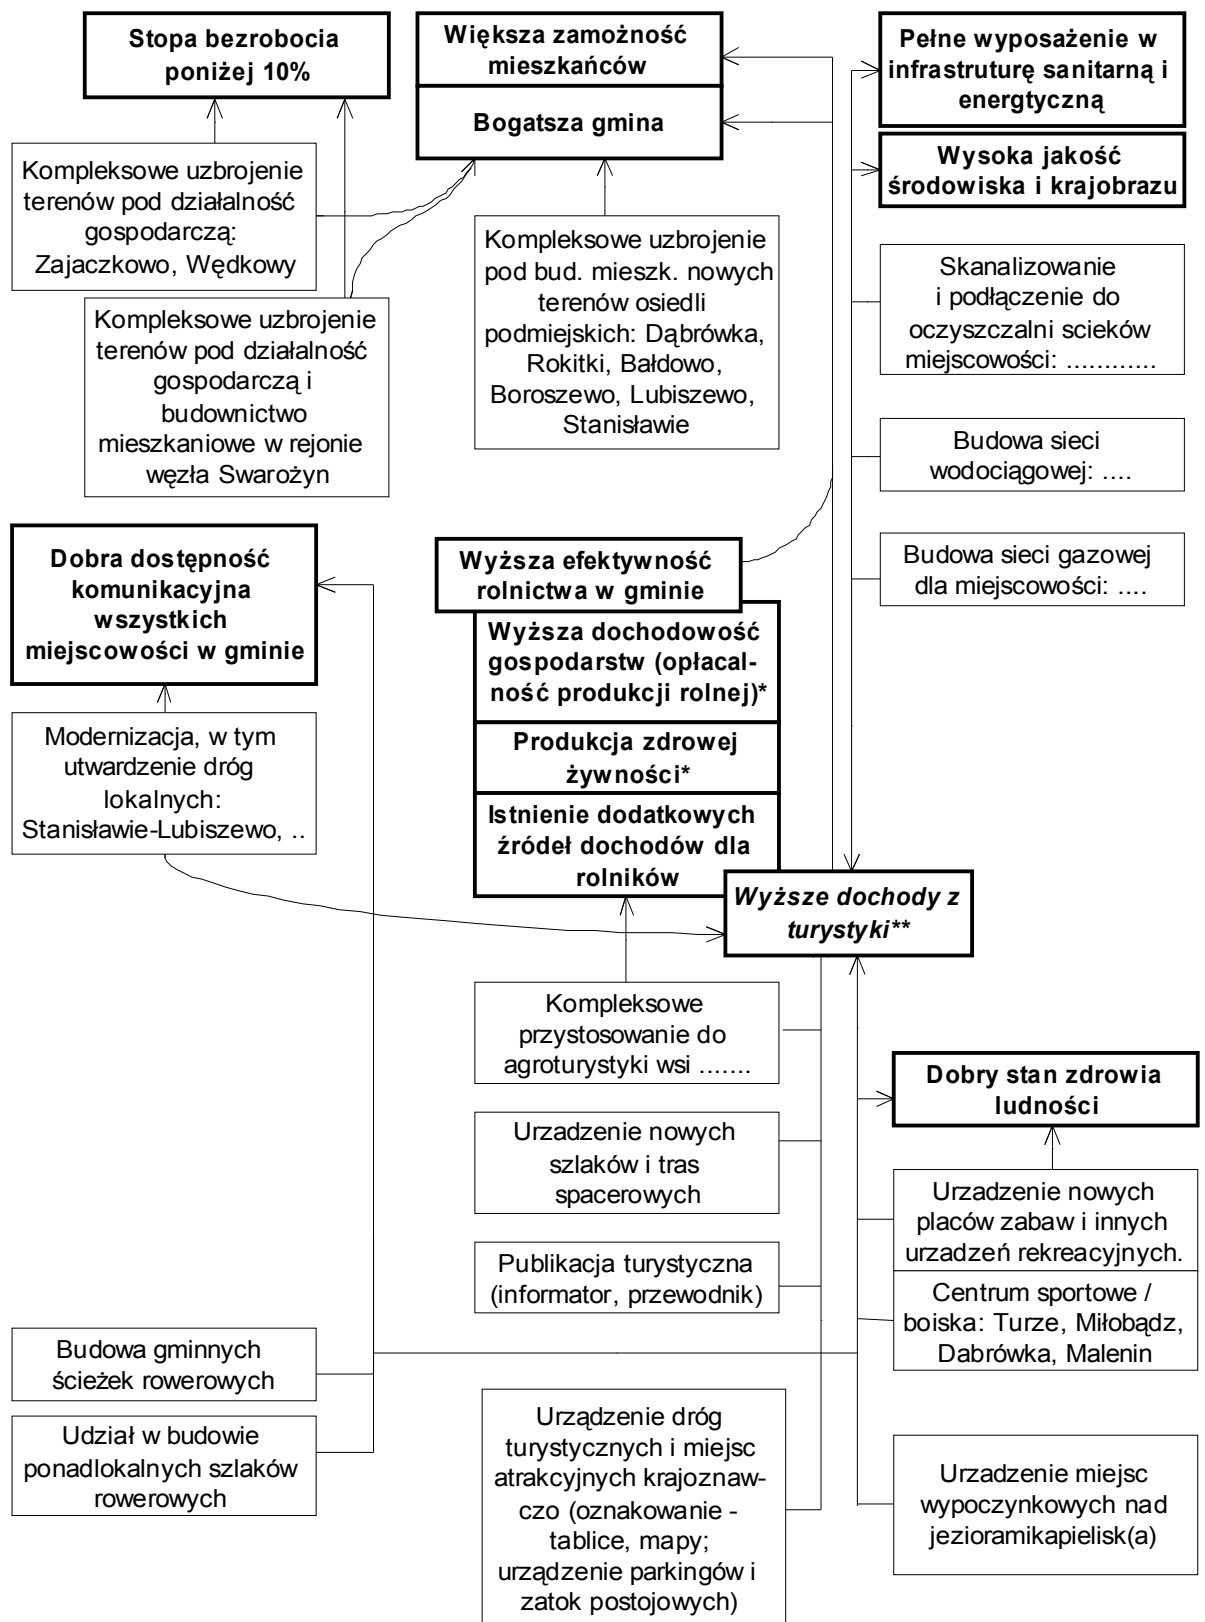 Stopa bezrobocia
poniżej 10%
Większa zamożność
mieszkańców
Bogatsza gmina
Pełne wyposażenie w
infrastruturę sanitarną i
energtyczną
Wysoka jakość
środowiska i krajobrazu
Kompleksowe uzbrojenie
terenów pod działalność
gospodarczą:
Zajaczkowo, Wędkowy
Kompleksowe uzbrojenie
terenów pod działalność
gospodarczą i
budownictwo
mieszkaniowe w rejonie
węzła Swarożyn
Kompleksowe uzbrojenie
pod bud. mieszk. nowych
terenów osiedli
podmiejskich: Dąbrówka,
Rokitki, Bałdowo,
Boroszewo, Lubiszewo,
Stanisławie
Skanalizowanie
i podłączenie do
oczyszczalni scieków
miejscowości: ............
Budowa sieci
wodociągowej: ....
Budowa sieci gazowej
dla miejscowości: ....
Dobra dostępność
komunikacyjna
wszystkich
miejscowości w gminie
Modernizacja, w tym
utwardzenie dróg
lokalnych:
Stanisławie-Lubiszewo, ..
Wyższa efektywność
rolnictwa w gminie
Wyższa dochodowość
gospodarstw (opłacal-
ność produkcji rolnej)*
Produkcja zdrowej
żywności*
Istnienie dodatkowych
źródeł dochodów dla
rolników
Wyższe dochody z
turystyki**
Kompleksowe
przystosowanie do
agroturystyki wsi .......
Urzadzenie nowych
szlaków i tras
spacerowych
Publikacja turystyczna
(informator, przewodnik)
Dobry stan zdrowia
ludności
Urzadzenie nowych
placów zabaw i innych
urzadzeń rekreacyjnych.
Centrum sportowe /
boiska: Turze, Miłobądz,
Dabrówka, Malenin
Budowa gminnych
ścieżek rowerowych
Udział w budowie
ponadlokalnych szlaków
rowerowych
Urządzenie dróg
turystycznych i miejsc
atrakcyjnych krajoznaw-
czo (oznakowanie -
tablice, mapy;
urządzenie parkingów i
zatok postojowych)
Urzadzenie miejsc
wypoczynkowych nad
jezioramikapielisk(a)